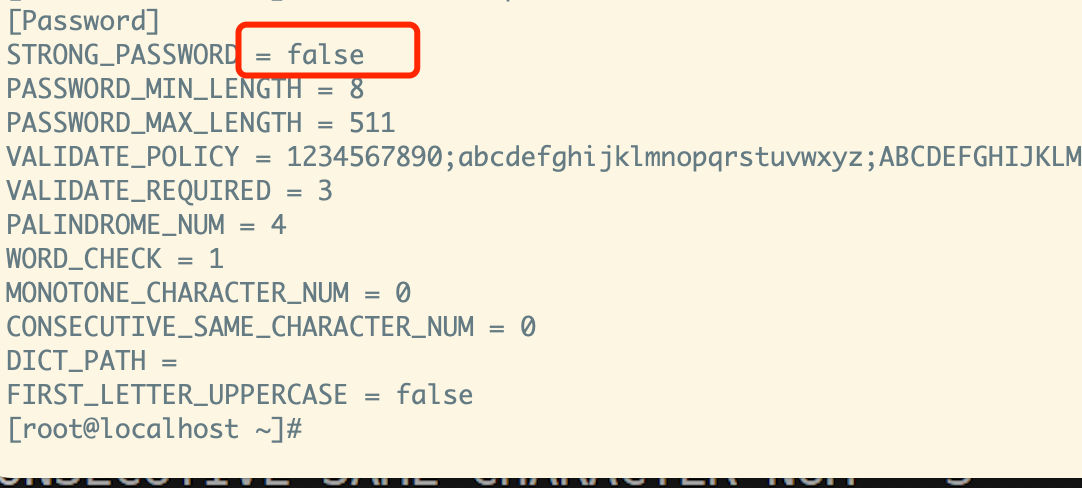 [Password]
STRONG_PASSWORD = false
PASSWORD_MIN_LENGTH = 8
PASSWORD_MAX_LENGTH = 511
VALIDATE_POLICY = 1234567890;abcdefghijklmnopqrstuvwxyz;ABCDEFGHIJKLM
VALIDATE_REQUIRED = 3
PALINDROME_NUM = 4
WORD_CHECK = 1
MONOTONE_CHARACTER_NUM = 0
CONSECUTIVE_SAME_CHARACTER_NUM = 0
DICT_PATH =
FIRST_LETTER_UPPERCASE = false
[root@localhost ~]#